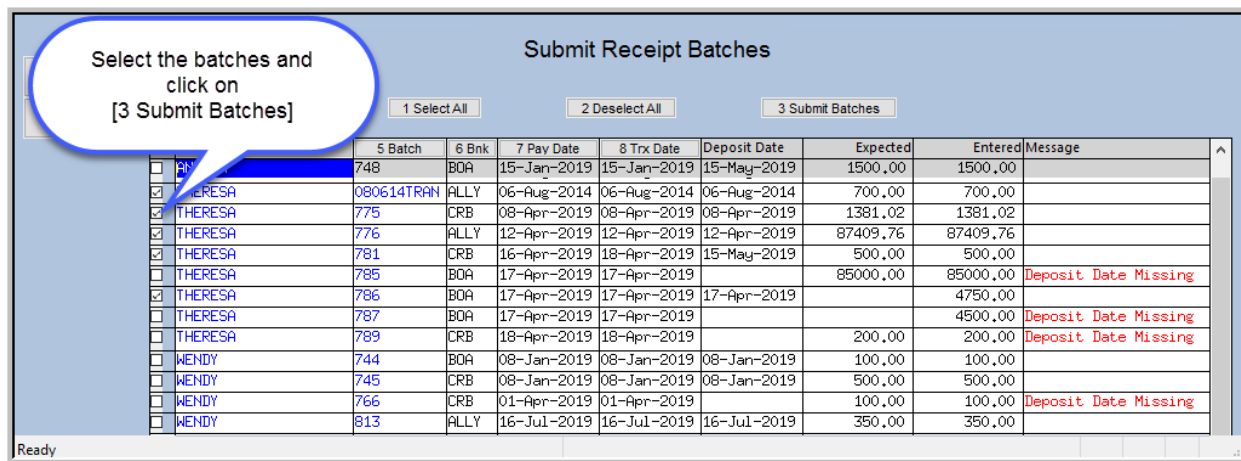 Submit Receipt Batches
Select the batches and
click on
[3 Submit Batches]
1 Select All 2 Deselect All 3 Submit Batches
5 Batch 6 Bnk 7 Pay Date 8 Trx Date Deposit Date Expected Entered Message
748 BOA 15-Jan-2019 15-Jan-2019 15-May-2019 1500.00 1500.00
THERESA 080614TRAN ALLY 06-Aug-2014 06-Aug-2014 06-Aug-2014 700.00 700.00
THERESA 775 CRB 08-Apr-2019 08-Apr-2019 08-Apr-2019 1381.02 1381.02
THERESA 776 ALLY 12-Apr-2019 12-Apr-2019 12-Apr-2019 87409.76 87409.76
THERESA 781 CRB 16-Apr-2019 18-Apr-2019 15-May-2019 500.00 500.00
THERESA 785 BOA 17-Apr-2019 17-Apr-2019 85000.00 85000.00 Deposit Date Missing
THERESA 786 BOA 17-Apr-2019 17-Apr-2019 17-Apr-2019 4750.00
THERESA 787 BOA 17-Apr-2019 17-Apr-2019 4500.00 Deposit Date Missing
THERESA 789 CRB 18-Apr-2019 18-Apr-2019 200.00 200.00 Deposit Date Missing
WENDY 744 BOA 08-Jan-2019 08-Jan-2019 08-Jan-2019 100.00 100.00
WENDY 745 CRB 08-Jan-2019 08-Jan-2019 08-Jan-2019 500.00 500.00
WENDY 766 CRB 01-Apr-2019 01-Apr-2019 100.00 100.00 Deposit Date Missing
WENDY 813 ALLY 16-Jul-2019 16-Jul-2019 16-Jul-2019 350.00 350.00
Ready